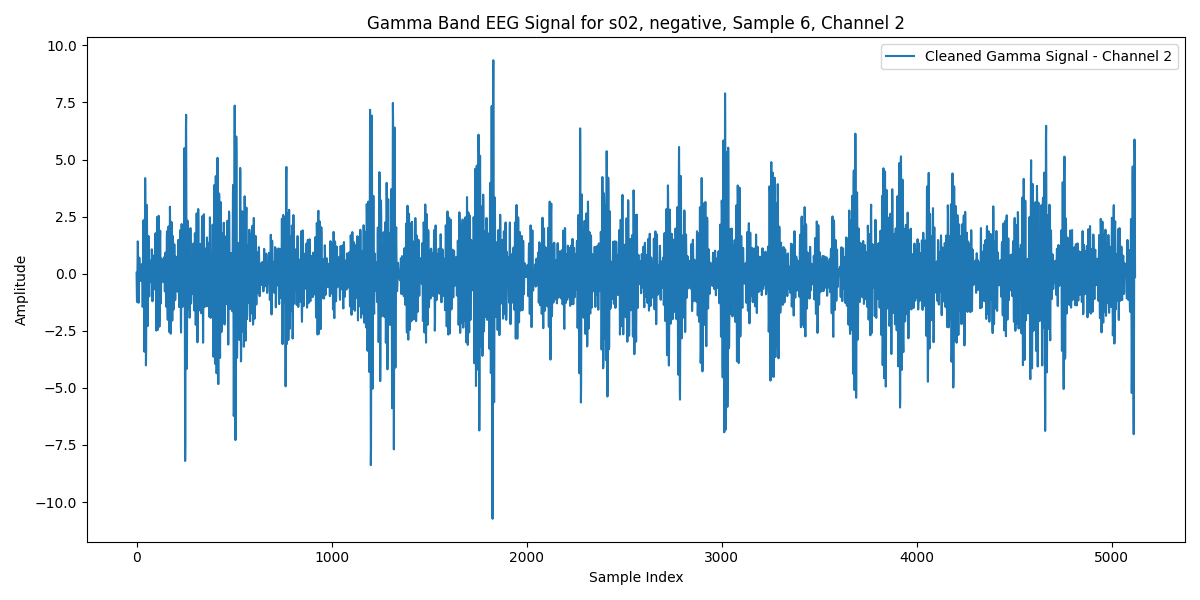 Gamma Band EEG Signal for s02, negative, Sample 6, Channel 2
Cleaned Gamma Signal - Channel 2
10.0
7.5
5.0
2.5
0.0
−2.5
−5.0
−7.5
−10.0
Amplitude
0 1000 2000 3000 4000 5000
Sample Index